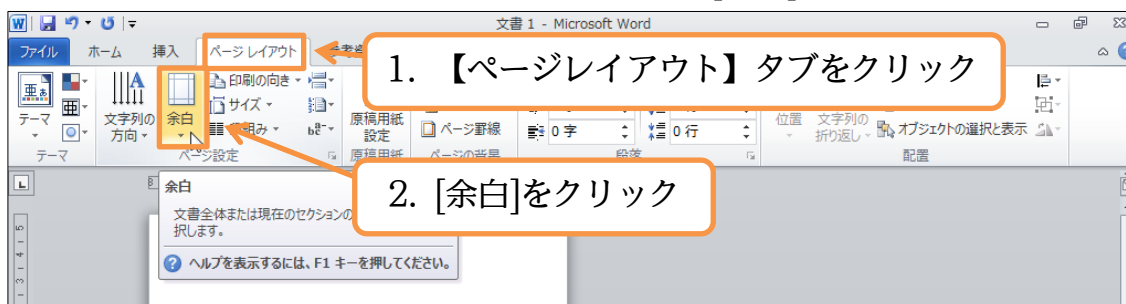 文書 1 - Microsoft Word
ファイル ホーム 挿入 ページ レイアウト
1. 【ページレイアウト】タブをクリック
テーマ
文字列の方向
余白
印刷の向き
サイズ
原稿用紙設定
ページ罫線
0 字
0 行
位置
文字列の折り返し
オブジェクトの選択と表示
テーマ ページ設定 原稿用紙 ページの背景 段落 配置
2. [余白]をクリック
余白
文書全体または現在のセクションの
択します。
ヘルプを表示するには、F1 キーを押してください。